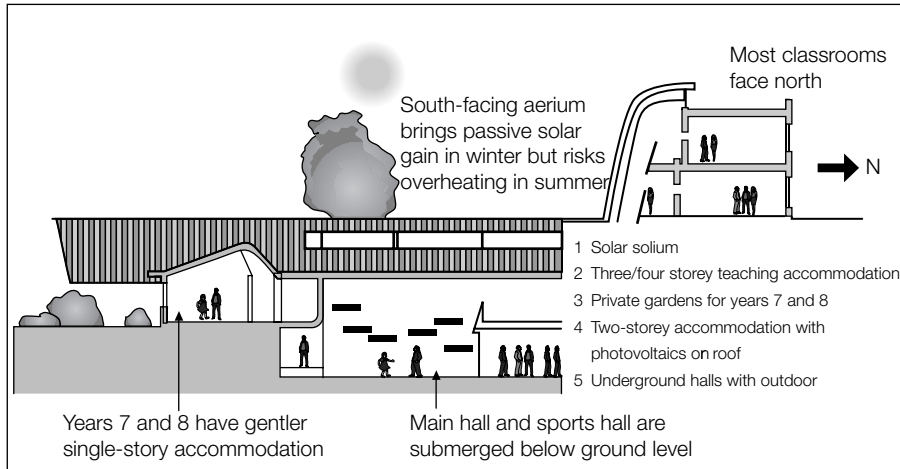 Most classrooms
face north
South-facing aerium
brings passive solar
gain in winter but risks
overheating in summer
N
1 Solar solium
2 Three/four storey teaching accommodation
3 Private gardens for years 7 and 8
4 Two-storey accommodation with
photovoltaics on roof
5 Underground halls with outdoor
Years 7 and 8 have gentler
single-story accommodation
Main hall and sports hall are
submerged below ground level